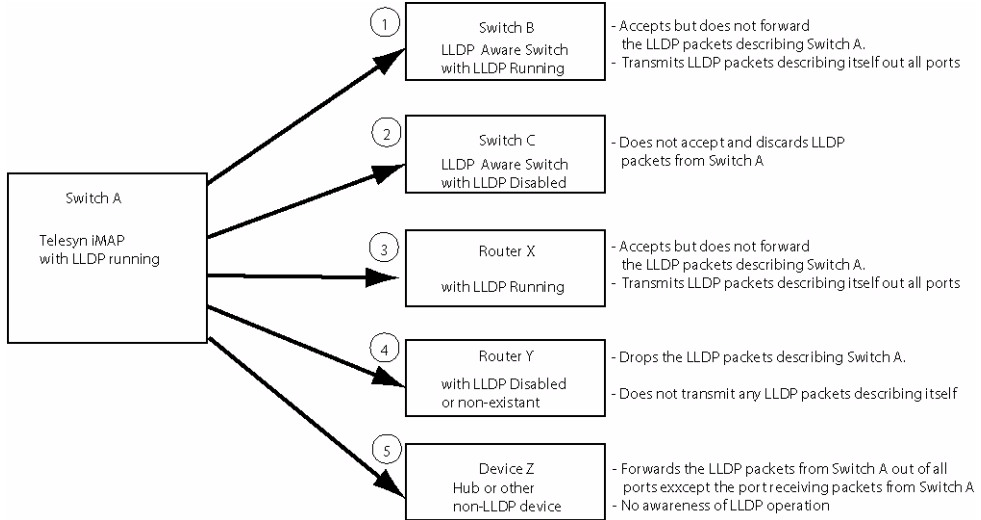 Switch A
Telesyn iMAP
with LLDP running
1
Switch B
LLDP Aware Switch
with LLDP Running
- Accepts but does not forward
the LLDP packets describing Switch A.
- Transmits LLDP packets describing itself out all ports
2
Switch C
LLDP Aware Switch
with LLDP Disabled
- Does not accept and discards LLDP
packets from Switch A
3
Router X
with LLDP Running
- Accepts but does not forward
the LLDP packets describing Switch A.
- Transmits LLDP packets describing itself out all ports
4
Router Y
with LLDP Disabled
or non-existant
- Drops the LLDP packets describing Switch A.
- Does not transmit any LLDP packets describing itself
5
Device Z
Hub or other
non-LLDP device
- Forwards the LLDP packets from Switch A out of all
ports exxcept the port receiving packets from Switch A
- No awareness of LLDP operation